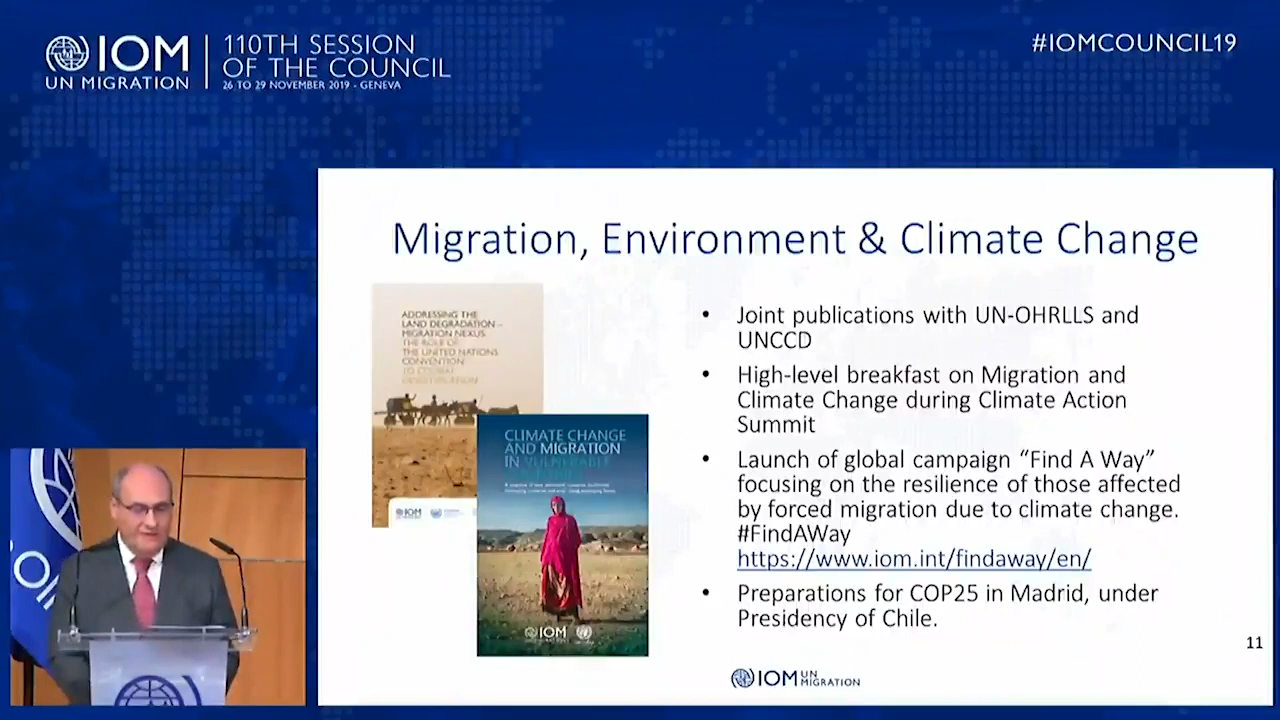 IOM
UN MIGRATION
110TH SESSION
OF THE COUNCIL
26 TO 29 NOVEMBER 2019 - GENEVA
#IOMCOUNCIL19
Migration, Environment & Climate Change
ADDRESSING THE
LAND DEGRADATION –
MIGRATION NEXUS
THE ROLE OF
THE UNITED NATIONS
CONVENTION
TO COMBAT
DESERTIFICATION
IOM
CLIMATE CHANGE
AND MIGRATION
IN VULNERABLE
IOM
• Joint publications with UN-OHRLLS and
UNCCD
• High-level breakfast on Migration and
Climate Change during Climate Action
Summit
• Launch of global campaign “Find A Way”
focusing on the resilience of those affected
by forced migration due to climate change.
#FindAWay
https://www.iom.int/findaway/en/
• Preparations for COP25 in Madrid, under
Presidency of Chile.
11
IOM UN
MIGRATION